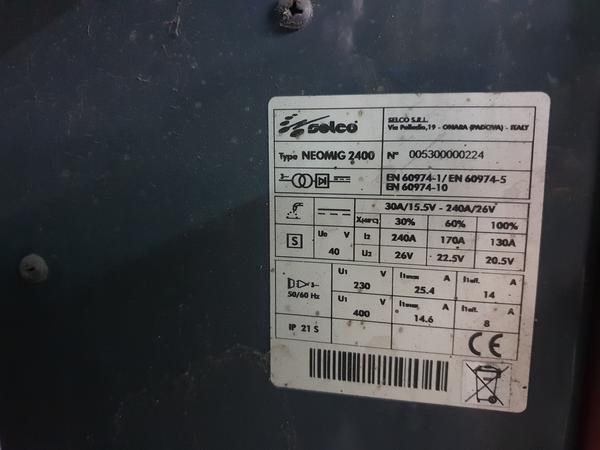 selco
SELCO S.R.L.
Via Palladio,19 - ONARA (PADOVA) - ITALY
Type NEOMIG 2400
N° 005300000224
3~
EN 60974-1/ EN 60974-5
EN 60974-10
30A/15.5V - 240A/26V
X(40°C) 30% 60% 100%
S
U0 V
40
I2 240A 170A 130A
U2 26V 22.5V 20.5V
3~
50/60 Hz
U1 V
230
I1max A
25.4
I1eff. A
14
U1 V
400
I1max A
14.6
I1eff. A
8
IP 21 S
CE